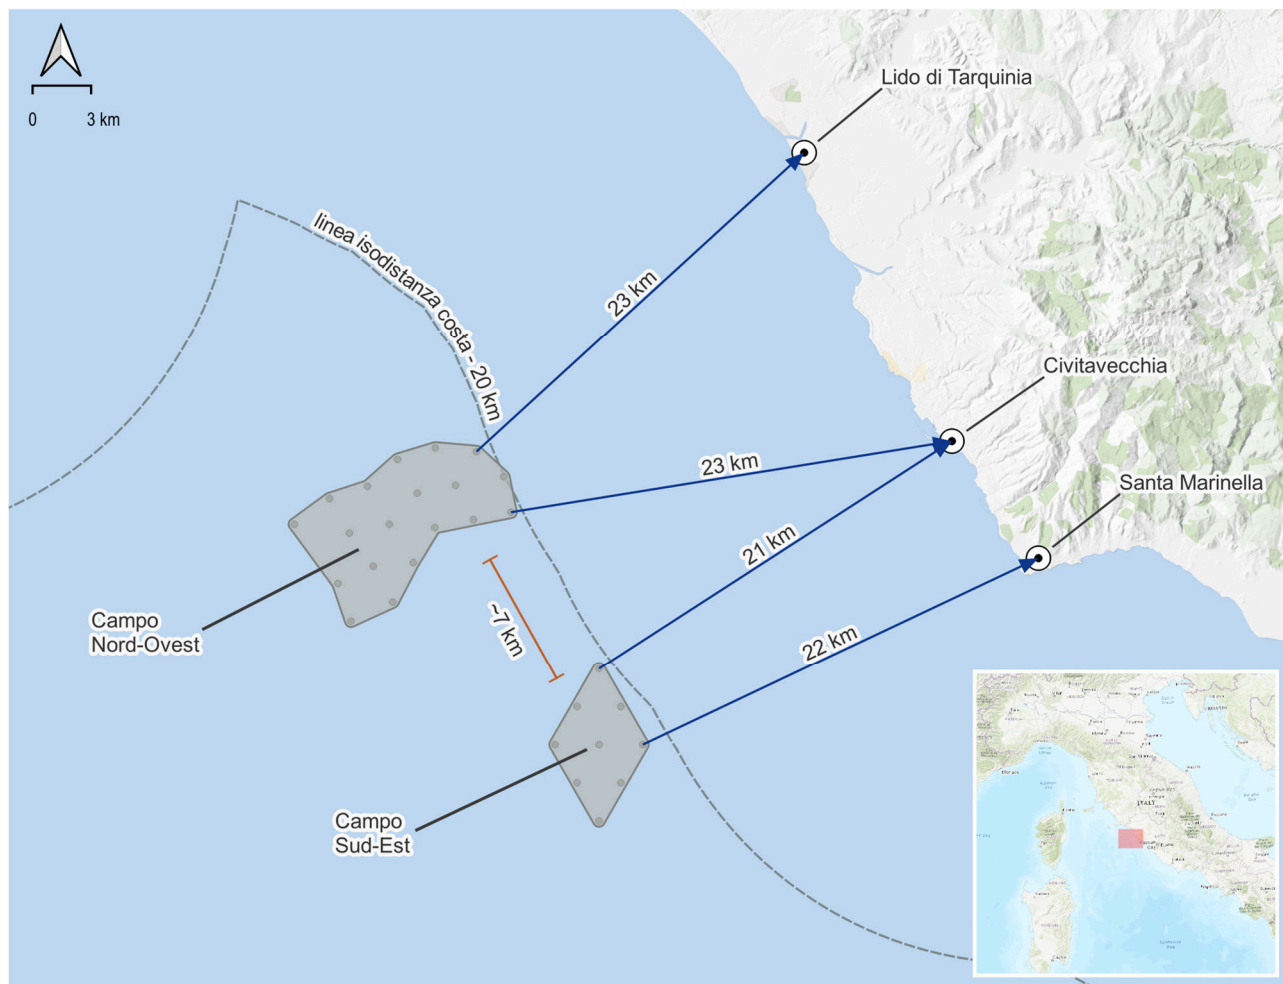 Lido di Tarquinia
0 3 km
linea isodistanza costa - 20 km
23 km
Civitavecchia
23 km
Santa Marinella
21 km
~7 km
22 km
Campo
Nord-Ovest
Campo
Sud-Est
ITALY